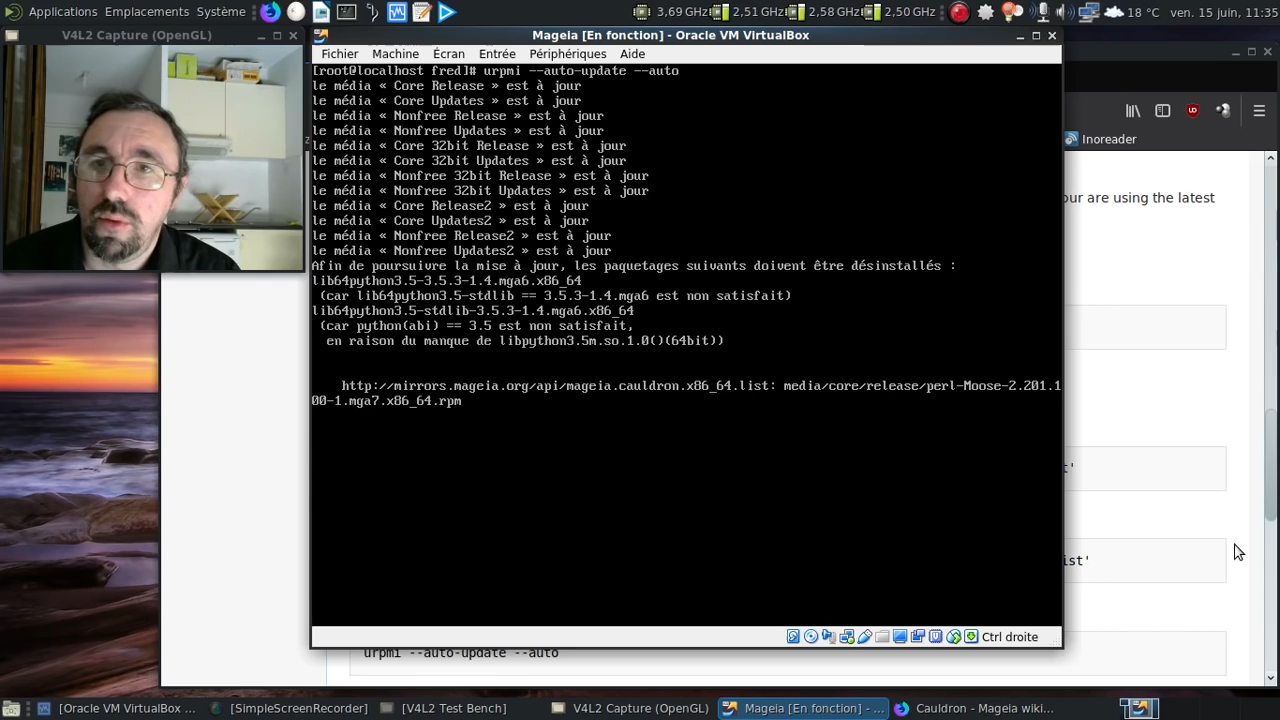 Applications Emplacements Système 3,69 GHz 2,51 GHz 2,58 GHz 2,50 GHz 18 °C ven. 15 juin, 11:35
V4L2 Capture (OpenGL)
Mageia [En fonction] - Oracle VM VirtualBox
Fichier Machine Écran Entrée Périphériques Aide
[root@localhost fred]# urpmi --auto-update --auto
le média « Core Release » est à jour
le média « Core Updates » est à jour
le média « Nonfree Release » est à jour
le média « Nonfree Updates » est à jour
le média « Core 32bit Release » est à jour
le média « Core 32bit Updates » est à jour
le média « Nonfree 32bit Release » est à jour
le média « Nonfree 32bit Updates » est à jour
le média « Core Release2 » est à jour
le média « Core Updates2 » est à jour
le média « Nonfree Release2 » est à jour
le média « Nonfree Updates2 » est à jour
Afin de poursuivre la mise à jour, les paquetages suivants doivent être désinstallés :
lib64python3.5-3.5.3-1.4.mga6.x86_64
(car lib64python3.5-stdlib == 3.5.3-1.4.mga6 est non satisfait)
lib64python3.5-stdlib-3.5.3-1.4.mga6.x86_64
(car python(abi) == 3.5 est non satisfait,
en raison du manque de libpython3.5m.so.1.0()(64bit))
http://mirrors.mageia.org/api/mageia.cauldron.x86_64.list: media/core/release/perl-Moose-2.201.1
00-1.mga7.x86_64.rpm
Ctrl droite
Inoreader
our are using the latest
t'
ist'
urpmi --auto-update --auto
[Oracle VM VirtualBox ... [SimpleScreenRecorder] [V4L2 Test Bench] V4L2 Capture (OpenGL) Mageia [En fonction] - ... Cauldron - Mageia wiki...